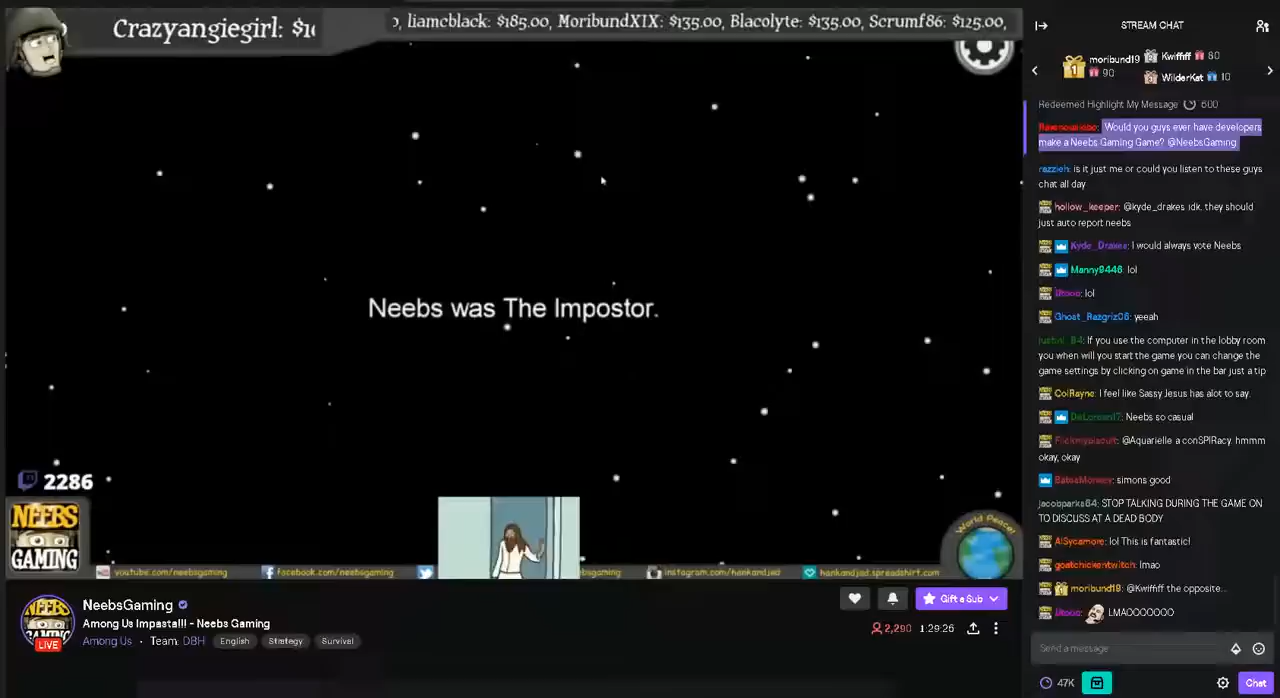 Crazyangiegirl: $1
, liamcblack: $185.00, MoribundXIX: $135.00, Blacolyte: $135.00, Scrumf86: $125.00,
Neebs was The Impostor.
2286
NEEBS
GAMING
World Peace!
youtube.com/neebsgaming
facebook.com/neebsgaming
instagram.com/hankandjed
hankandjed.spreadshirt.com
NEEBS
GAMING
LIVE
NeebsGaming
Among Us Impasta!!! - Neebs Gaming
Among Us · Team: DBH English Strategy Survival
Gift a Sub
2,290 1:29:26
STREAM CHAT
moribund19 90
Kwiffiff 80
WilderKat 10
Redeemed Highlight My Message 600
Would you guys ever have developers
make a Neebs Gaming Game? @NeebsGaming
razzieh: is it just me or could you listen to these guys
chat all day
hollow_keeper: @kyde_drakes idk. they should
just auto report neebs
Kyde_Drakes: I would always vote Neebs
Manny9446: lol
lol
Ghost_Razgriz08: yeeah
If you use the computer in the lobby room
you when will you start the game you can change the
game settings by clicking on game in the bar just a tip
ColRayne: I feel like Sassy Jesus has alot to say.
Neebs so casual
@Aquarielle a conSPIRacy hmmm
okay, okay
simons good
jacobparks64: STOP TALKING DURING THE GAME ON
TO DISCUSS AT A DEAD BODY
AlSycamore: lol This is fantastic!
goatchickentwitch: lmao
moribund19: @Kwiffiff the opposite...
LMAOOOOOOO
Send a message
47K
Chat